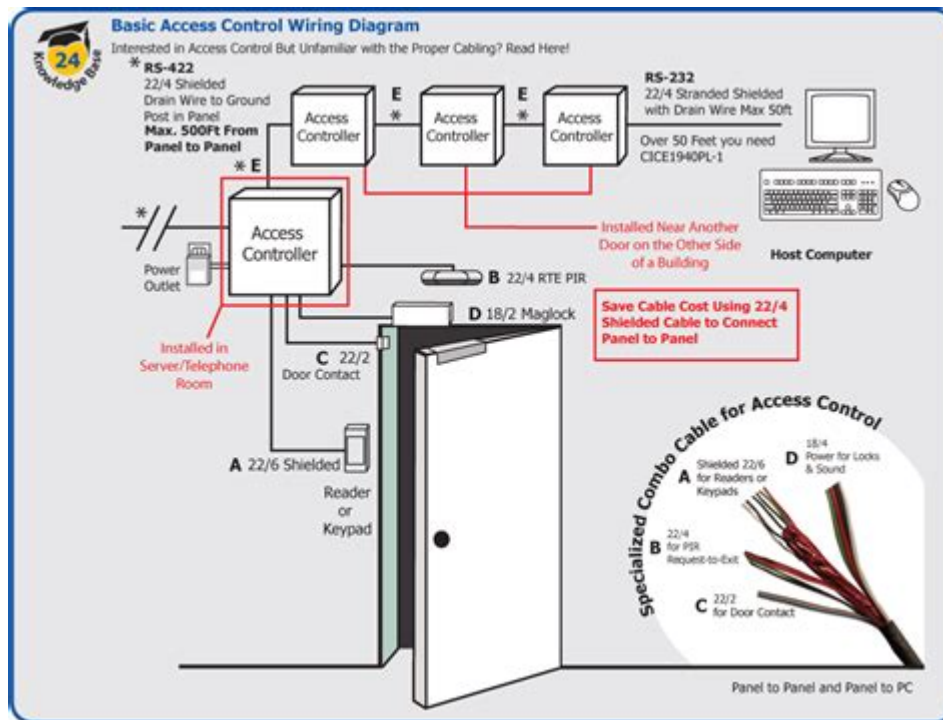 Basic Access Control Wiring Diagram
Interested in Access Control But Unfamiliar with the Proper Cabling? Read Here!
24
Knowledge Base
* RS-422
22/4 Shielded
Drain Wire to Ground
Post in Panel
Max. 500Ft From
Panel to Panel
* E
Access
Controller
E
*
Access
Controller
E
*
Access
Controller
RS-232
22/4 Stranded Shielded
with Drain Wire Max 50ft
Over 50 Feet you need
CICE1940PL-1
Host Computer
*
Access
Controller
Power
Outlet
Installed in
Server/Telephone
Room
Installed Near Another
Door on the Other Side
of a Building
B 22/4 RTE PIR
D 18/2 Maglock
C 22/2
Door Contact
A 22/6 Shielded
Reader
or
Keypad
Save Cable Cost Using 22/4
Shielded Cable to Connect
Panel to Panel
Specialized Combo Cable for Access Control
A Shielded 22/6
for Readers or
Keypads
D 18/4
Power for Locks
& Sound
B 22/4
for PIR
Request-to-Exit
C 22/2
for Door Contact
Panel to Panel and Panel to PC